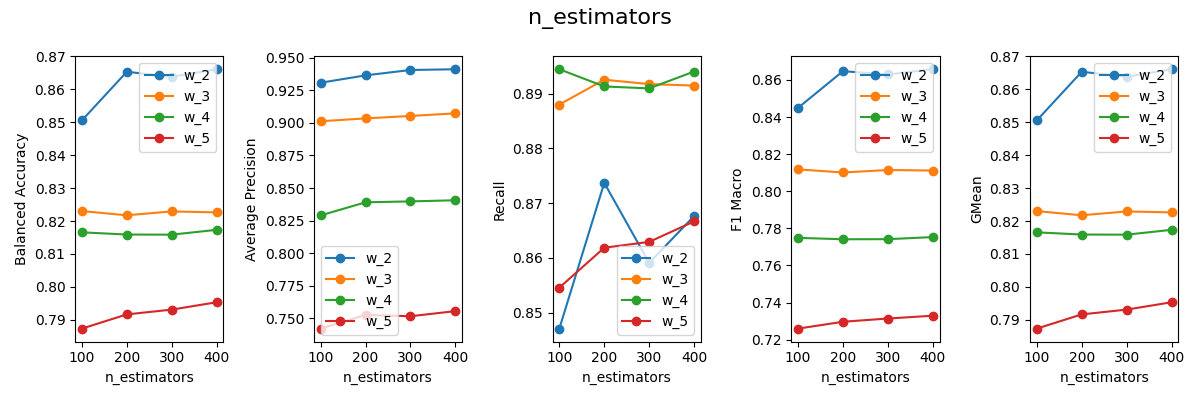 n_estimators
Balanced Accuracy
0.87
0.86
0.85
0.84
0.83
0.82
0.81
0.80
0.79
100 200 300 400
n_estimators
w_2
w_3
w_4
w_5
Average Precision
0.950
0.925
0.900
0.875
0.850
0.825
0.800
0.775
0.750
100 200 300 400
n_estimators
w_2
w_3
w_4
w_5
Recall
0.89
0.88
0.87
0.86
0.85
100 200 300 400
n_estimators
w_2
w_3
w_4
w_5
F1 Macro
0.86
0.84
0.82
0.80
0.78
0.76
0.74
0.72
100 200 300 400
n_estimators
w_2
w_3
w_4
w_5
GMean
0.87
0.86
0.85
0.84
0.83
0.82
0.81
0.80
0.79
100 200 300 400
n_estimators
w_2
w_3
w_4
w_5